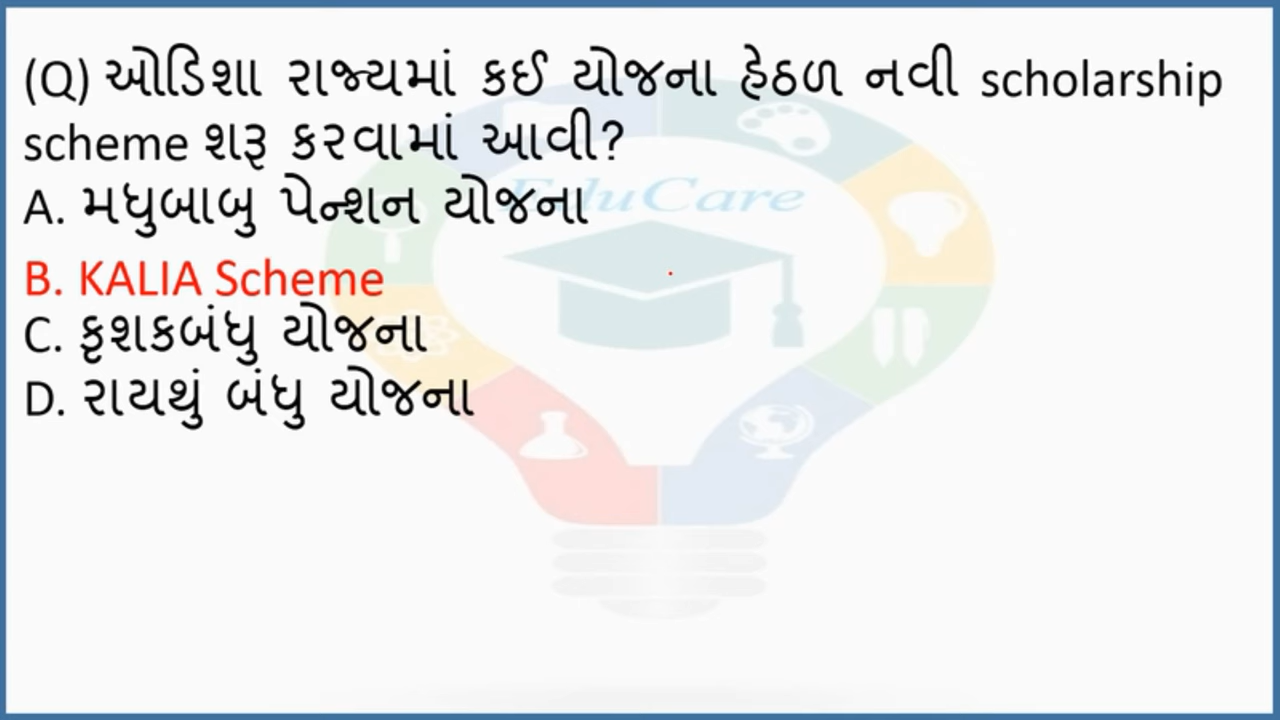 (Q) ઓડિશા રાજ્યમાં કઈ યોજના હેઠળ નવી scholarship
scheme શરૂ કરવામાં આવી?
A. મધુબાબુ પેન્શન યોજના
EduCare
B. KALIA Scheme
C. કૃશકબંધુ યોજના
D. રાયથું બંધુ યોજના